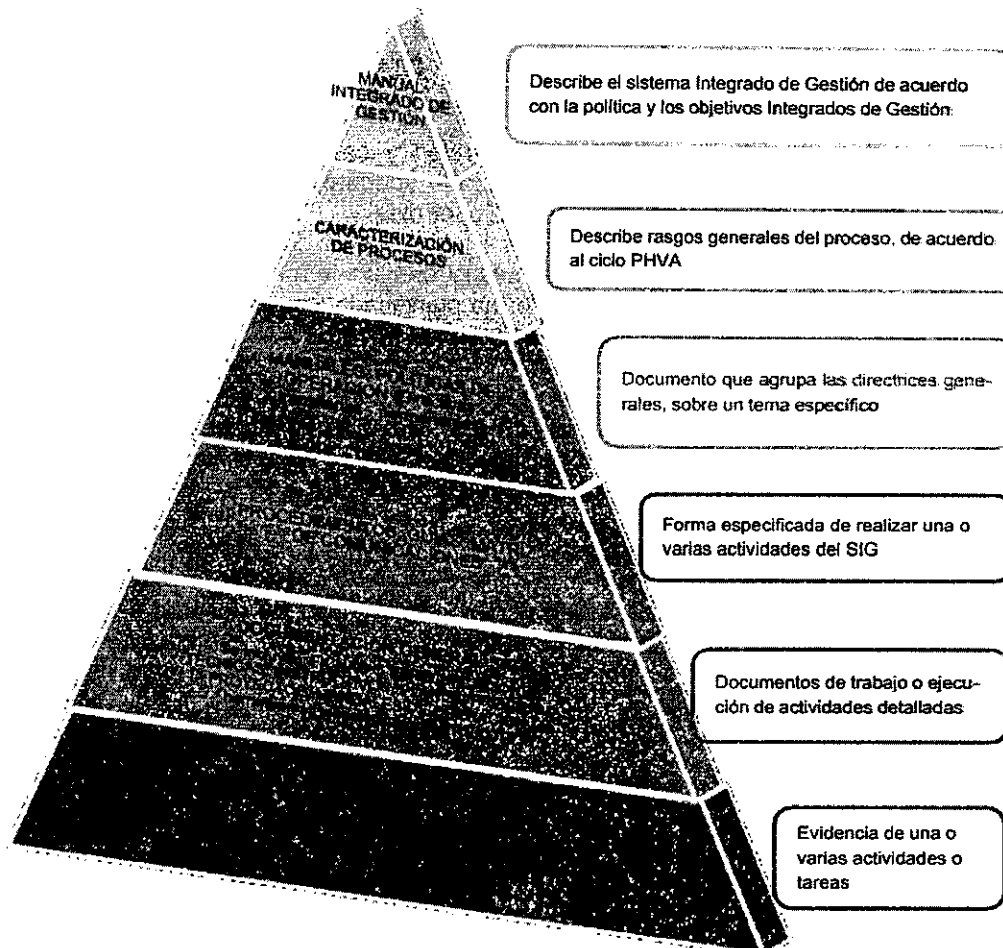 MANUAL
INTEGRADO DE
GESTIÓN
Describe el sistema Integrado de Gestión de acuerdo
con la política y los objetivos Integrados de Gestión
CARACTERIZACIÓN
DE PROCESOS
Describe rasgos generales del proceso, de acuerdo
al ciclo PHVA
Documento que agrupa las directrices gene-
rales, sobre un tema específico
Forma especificada de realizar una o
varias actividades del SIG
Documentos de trabajo o ejecu-
ción de actividades detalladas
Evidencia de una o
varias actividades o
tareas